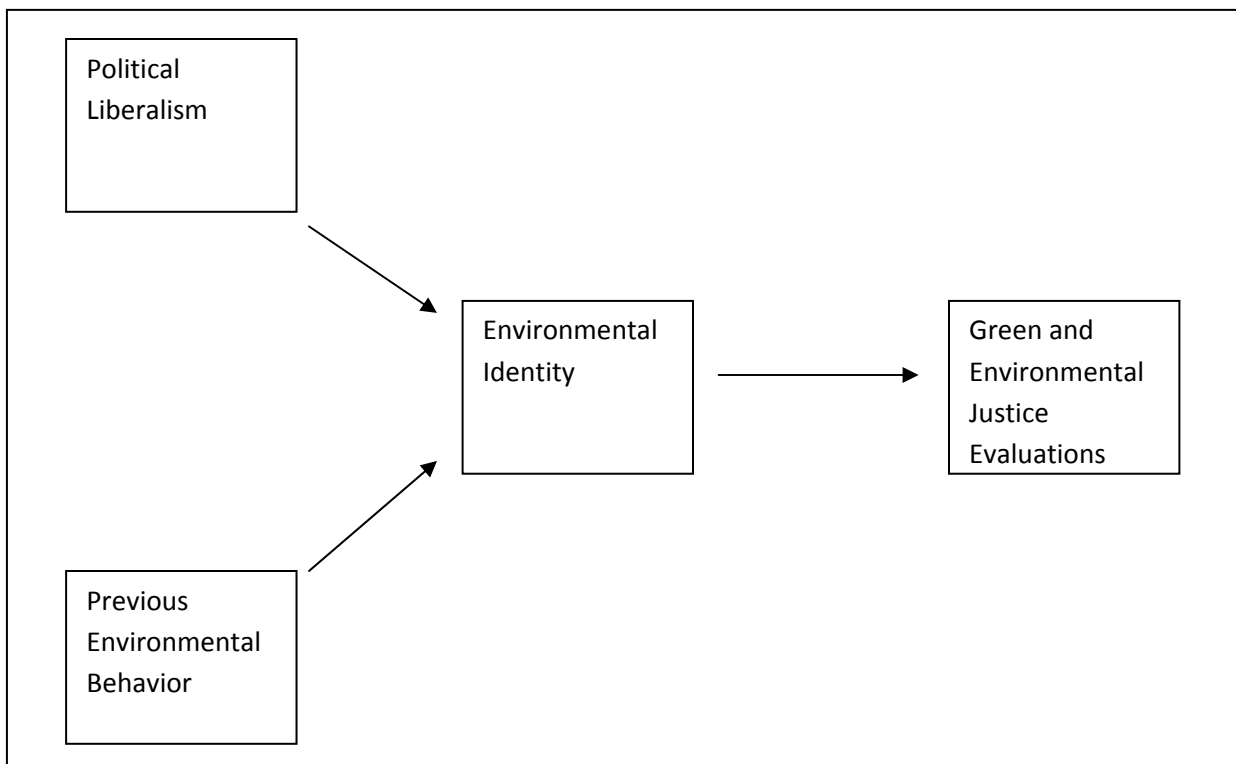 Political
Liberalism
Environmental
Identity
Green and
Environmental
Justice
Evaluations
Previous
Environmental
Behavior